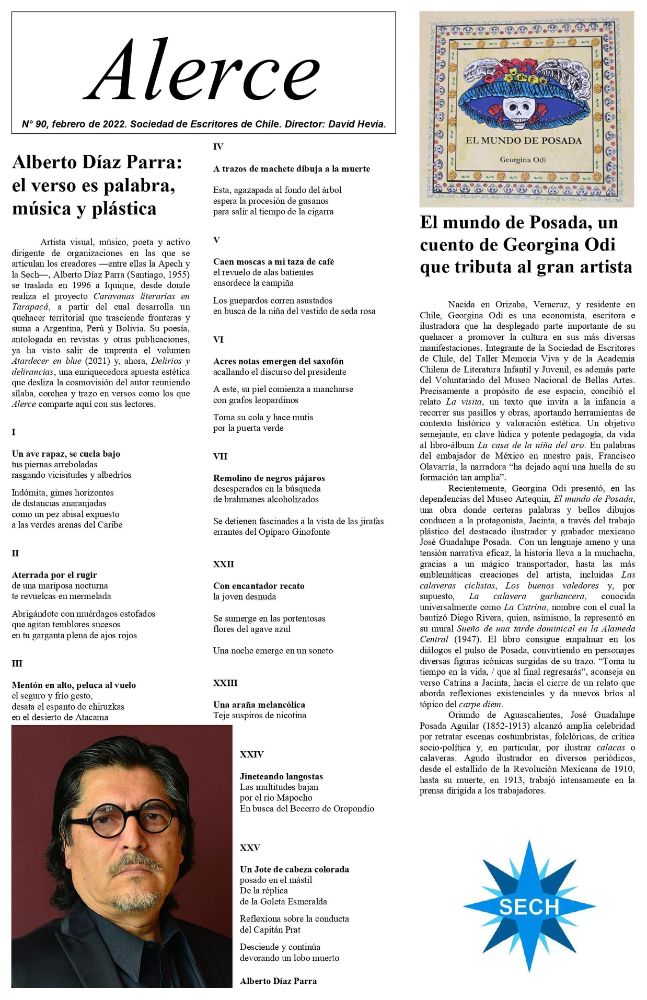 Alerce
N° 90, febrero de 2022. Sociedad de Escritores de Chile. Director: David Hevia.
Alberto Díaz Parra:
el verso es palabra,
música y plástica
Artista visual, músico, poeta y activo
dirigente de organizaciones en las que se
articulan los creadores —entre ellas la Apech y
la Sech—, Alberto Díaz Parra (Santiago, 1955)
se traslada en 1996 a Iquique, desde donde
realiza el proyecto Caravanas literarias en
Tarapacá, a partir del cual desarrolla un
quehacer territorial que trasciende fronteras y
suma a Argentina, Perú y Bolivia. Su poesía,
antologada en revistas y otras publicaciones,
ya ha visto salir de imprenta el volumen
Atardecer en blue (2021) y, ahora, Delirios y
delirancias, una enriquecedora apuesta estética
que desliza la cosmovisión del autor reuniendo
sílaba, corchea y trazo en versos como los que
Alerce comparte aquí con sus lectores.
I
Un ave rapaz, se cuela bajo
tus piernas arreboladas
rasgando vicisitudes y albedríos
Indómita, gimes horizontes
de distancias anaranjadas
como un pez abisal expuesto
a las verdes arenas del Caribe
II
Aterrada por el rugir
de una mariposa nocturna
te revuelcas en mermelada
Abrigándote con muérdagos estofados
que agitan temblores sucesos
en tu garganta plena de ajos rojos
III
Mentón en alto, peluca al vuelo
el seguro y frío gesto,
desata el espanto de chiruzkas
en el desierto de Atacama
IV
A trazos de machete dibuja a la muerte
Esta, agazapada al fondo del árbol
espera la procesión de gusanos
para salir al tiempo de la cigarra
V
Caen moscas a mi taza de café
el revuelo de alas batientes
ensordece la campiña
Los guepardos corren asustados
en busca de la niña del vestido de seda rosa
VI
Acres notas emergen del saxofón
acallando el discurso del presidente
A este, su piel comienza a mancharse
con grafos leopardinos
Toma su cola y hace mutis
por la puerta verde
VII
Remolino de negros pájaros
desesperados en la búsqueda
de brahmanes alcoholizados
Se detienen fascinados a la vista de las jirafas
errantes del Opíparo Ginofonte
XXII
Con encantador recato
la joven desnuda
Se sumerge en las portentosas
flores del agave azul
Una noche emerge en un soneto
XXIII
Una araña melancólica
Teje suspiros de nicotina
XXIV
Jineteando langostas
Las multitudes bajan
por el río Mapocho
En busca del Becerro de Oropondio
XXV
Un Jote de cabeza colorada
posado en el mástil
De la réplica
de la Goleta Esmeralda
Reflexiona sobre la conducta
del Capitán Prat
Desciende y continúa
devorando un lobo muerto
Alberto Díaz Parra
EL MUNDO DE POSADA
Georgina Odi
El mundo de Posada, un
cuento de Georgina Odi
que tributa al gran artista
Nacida en Orizaba, Veracruz, y residente en
Chile, Georgina Odi es una economista, escritora e
ilustradora que ha desplegado parte importante de su
quehacer a promover la cultura en sus más diversas
manifestaciones. Integrante de la Sociedad de Escritores
de Chile, del Taller Memoria Viva y de la Academia
Chilena de Literatura Infantil y Juvenil, es además parte
del Voluntariado del Museo Nacional de Bellas Artes.
Precisamente a propósito de ese espacio, concibió el
relato La visita, un texto que invita a la infancia a
recorrer sus pasillos y obras, aportando herramientas de
contexto histórico y valoración estética. Un objetivo
semejante, en clave lúdica y potente pedagogía, da vida
al libro-álbum La casa de la niña del aro. En palabras
del embajador de México en nuestro país, Francisco
Olavarría, la narradora “ha dejado aquí una huella de su
formación tan amplia”.
Recientemente, Georgina Odi presentó, en las
dependencias del Museo Artequin, El mundo de Posada,
una obra donde certeras palabras y bellos dibujos
conducen a la protagonista, Jacinta, a través del trabajo
plástico del destacado ilustrador y grabador mexicano
José Guadalupe Posada. Con un lenguaje ameno y una
tensión narrativa eficaz, la historia lleva a la muchacha,
gracias a un mágico transportador, hasta las más
emblemáticas creaciones del artista, incluidas Las
calaveras ciclistas, Los buenos valedores y, por
supuesto, La calavera garbancera, conocida
universalmente como La Catrina, nombre con el cual la
bautizó Diego Rivera, quien, asimismo, la representó en
su mural Sueño de una tarde dominical en la Alameda
Central (1947). El libro consigue empalmar en los
diálogos el pulso de Posada, convirtiendo en personajes
diversas figuras icónicas surgidas de su trazo. “Toma tu
tiempo en la vida, / que al final regresarás”, aconseja en
verso Catrina a Jacinta, hacia el cierre de un relato que
aborda reflexiones existenciales y da nuevos bríos al
tópico del carpe diem.
Oriundo de Aguascalientes, José Guadalupe
Posada Aguilar (1852-1913) alcanzó amplia celebridad
por retratar escenas costumbristas, folclóricas, de crítica
socio-política y, en particular, por ilustrar calacas o
calaveras. Agudo ilustrador en diversos periódicos,
desde el estallido de la Revolución Mexicana de 1910,
hasta su muerte, en 1913, trabajó intensamente en la
prensa dirigida a los trabajadores.
SECH